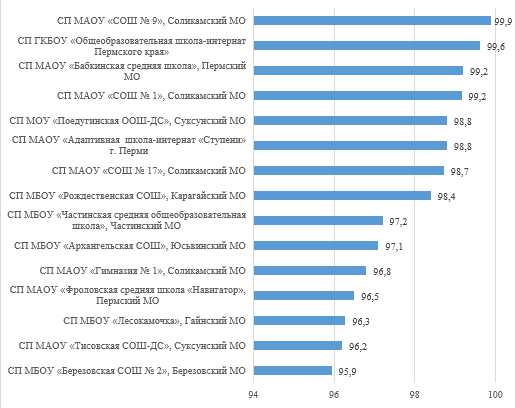 СП МАОУ «СОШ № 9», Соликамский МО
99,9
СП ГКБОУ «Общеобразовательная школа-интернат
Пермского края»
99,6
СП МАОУ «Бабкинская средняя школа», Пермский
МО
99,2
СП МАОУ «СОШ № 1», Соликамский МО
99,2
СП МОУ «Поедугинская ООШ-ДС», Суксунский МО
98,8
СП МАОУ «Адаптивная школа-интернат «Ступени»
г. Перми
98,8
СП МАОУ «СОШ № 17», Соликамский МО
98,7
СП МБОУ «Рождественская СОШ», Карагайский МО
98,4
СП МБОУ «Частинская средняя общеобразовательная
школа», Частинский МО
97,2
СП МБОУ «Архангельская СОШ», Юсьвинский МО
97,1
СП МАОУ «Гимназия № 1», Соликамский МО
96,8
СП МАОУ «Фроловская средняя школа «Навигатор»,
Пермский МО
96,5
СП МБОУ «Лесокамочка», Гайнский МО
96,3
СП МАОУ «Тисовская СОШ-ДС», Суксунский МО
96,2
СП МБОУ «Березовская СОШ № 2», Березовский МО
95,9
94 96 98 100